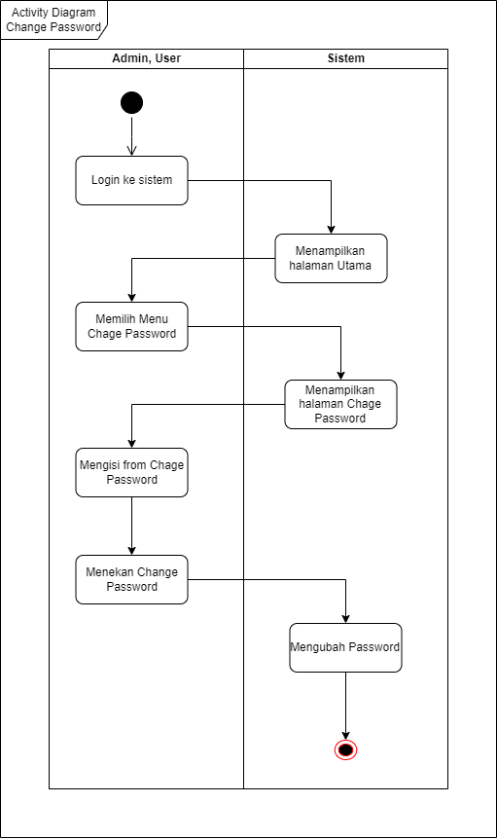 Activity Diagram
Change Password
Admin, User
Sistem
Login ke sistem
Menampilkan
halaman Utama
Memilih Menu
Chage Password
Menampilkan
halaman Chage
Password
Mengisi from Chage
Password
Menekan Change
Password
Mengubah Password